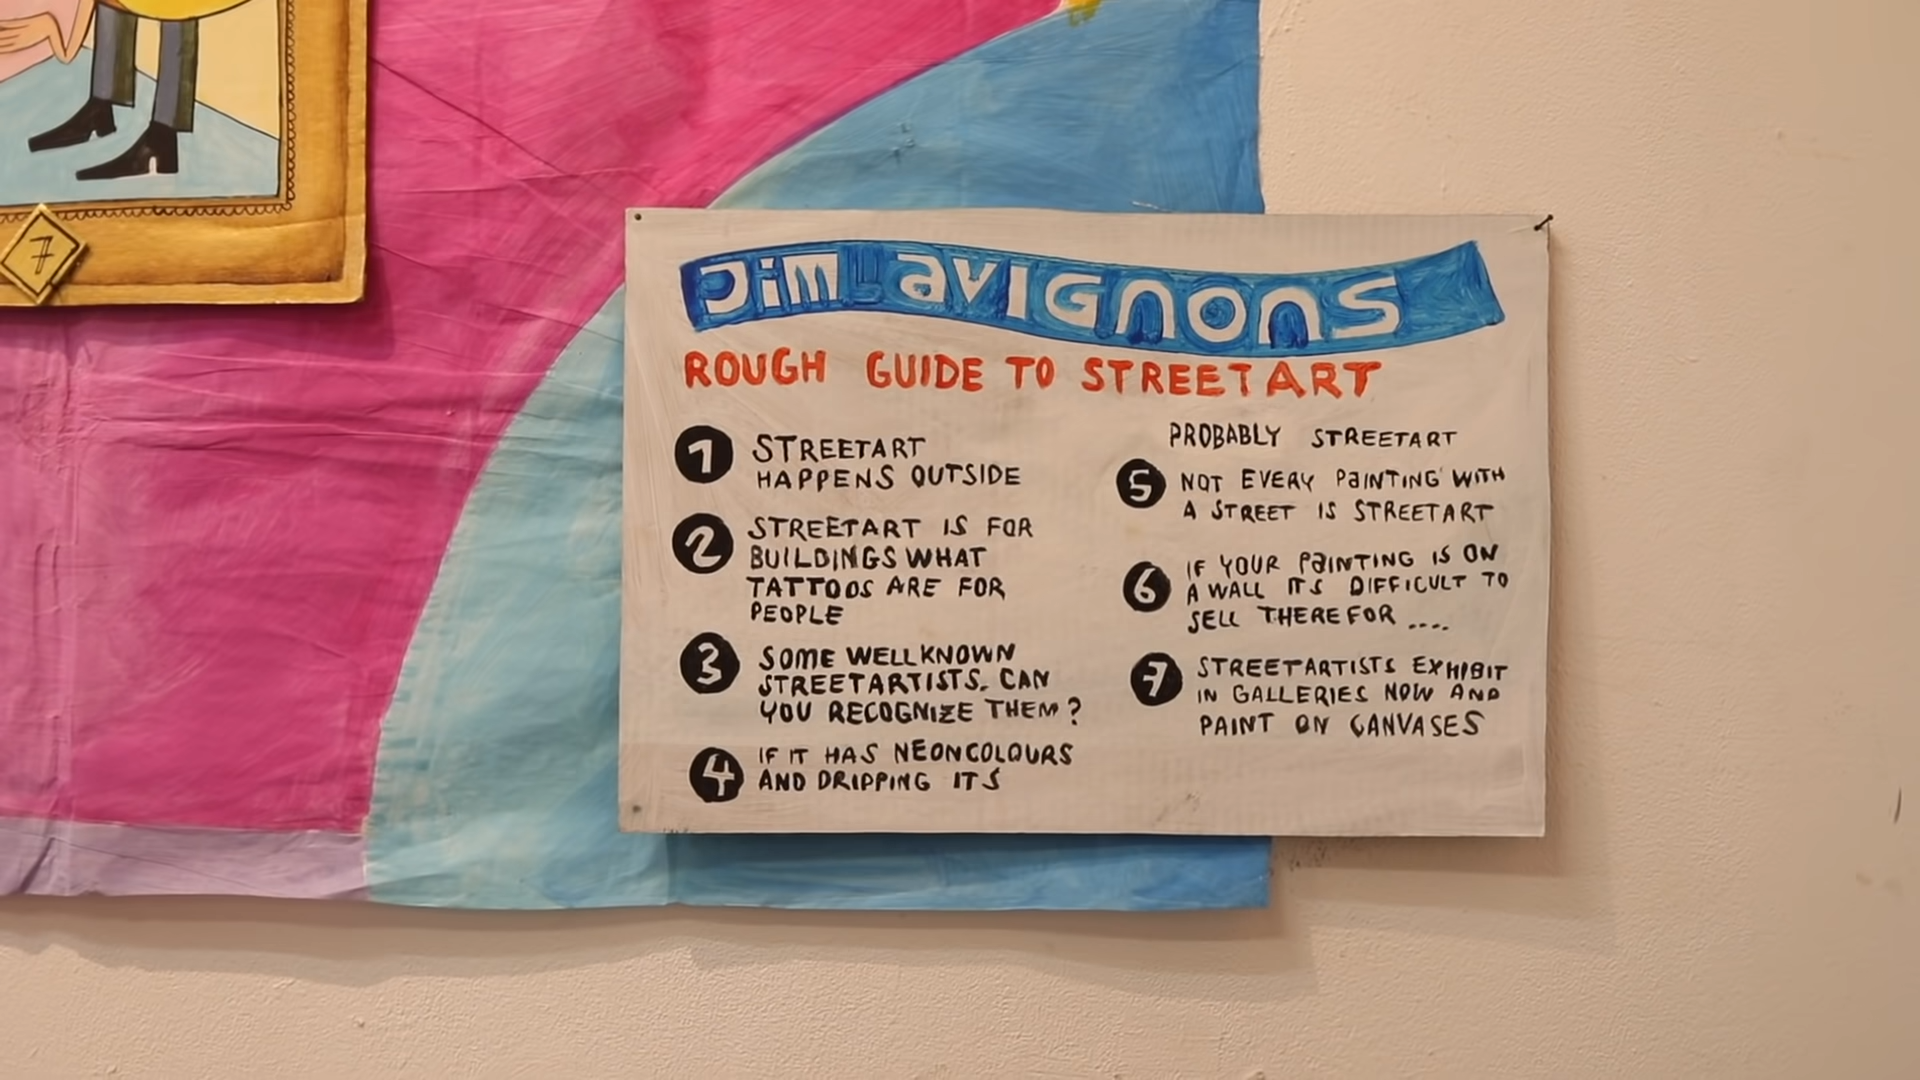 7
Jim avignons
ROUGH GUIDE TO STREETART
1 STREETART
HAPPENS OUTSIDE
2 STREETART IS FOR
BUILDINGS WHAT
TATTOOS ARE FOR
PEOPLE
3 SOME WELLKNOWN
STREETARTISTS. CAN
YOU RECOGNIZE THEM?
4 IF IT HAS NEONCOLOURS
AND DRIPPING ITS
PROBABLY STREETART
5 NOT EVERY PAINTING WITH
A STREET IS STREETART
6 IF YOUR PAINTING IS ON
A WALL ITS DIFFICULT TO
SELL THEREFOR ....
7 STREETARTISTS EXHIBIT
IN GALLERIES NOW AND
PAINT ON CANVASES